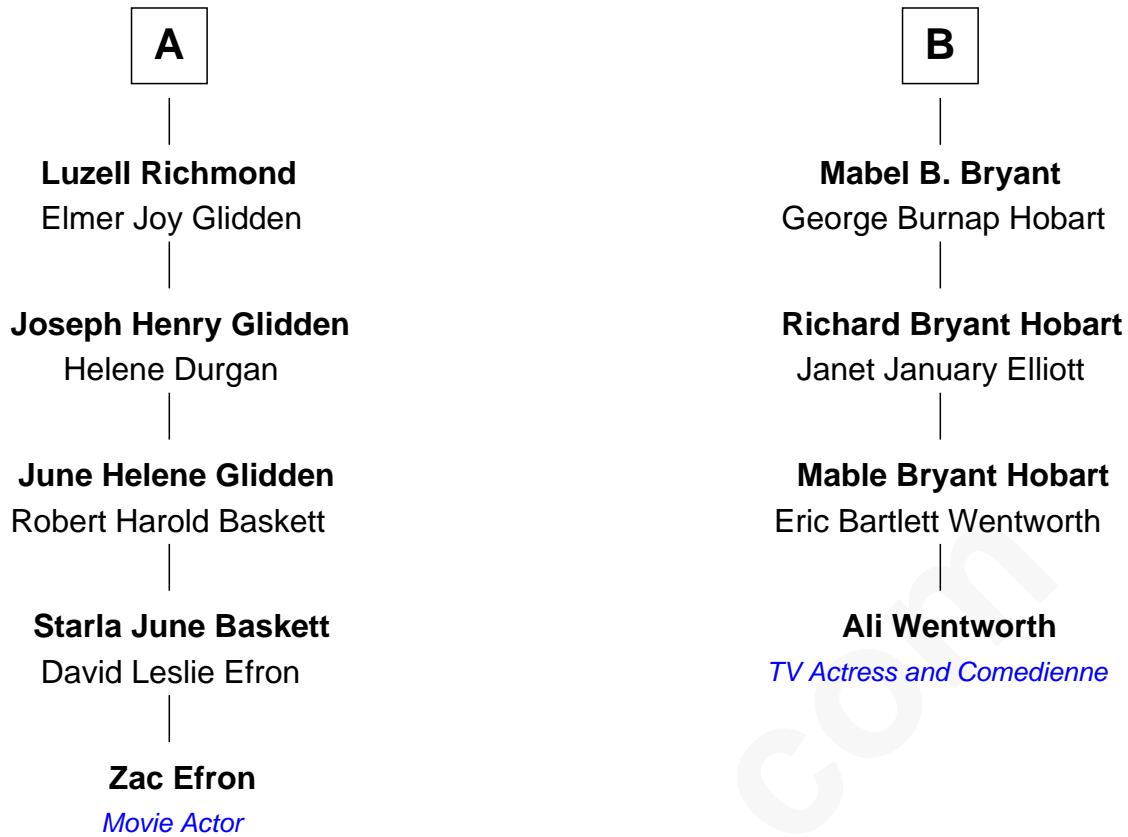 A
Luzell Richmond
Elmer Joy Glidden
Joseph Henry Glidden
Helene Durgan
June Helene Glidden
Robert Harold Baskett
Starla June Baskett
David Leslie Efron
Zac Efron
Movie Actor
B
Mabel B. Bryant
George Burnap Hobart
Richard Bryant Hobart
Janet January Elliott
Mable Bryant Hobart
Eric Bartlett Wentworth
Ali Wentworth
TV Actress and Comedienne
com